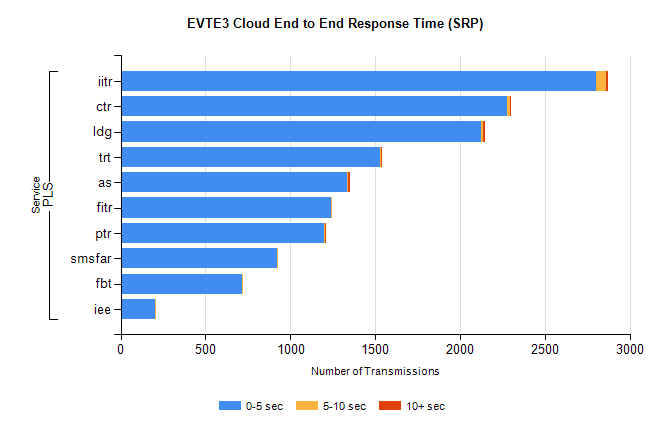 EVTE3 Cloud End to End Response Time (SRP)
iitr
ctr
ldg
trt
as
fitr
ptr
smsfar
fbt
iee
Service
PLS
0 500 1000 1500 2000 2500 3000
Number of Transmissions
0-5 sec 5-10 sec 10+ sec